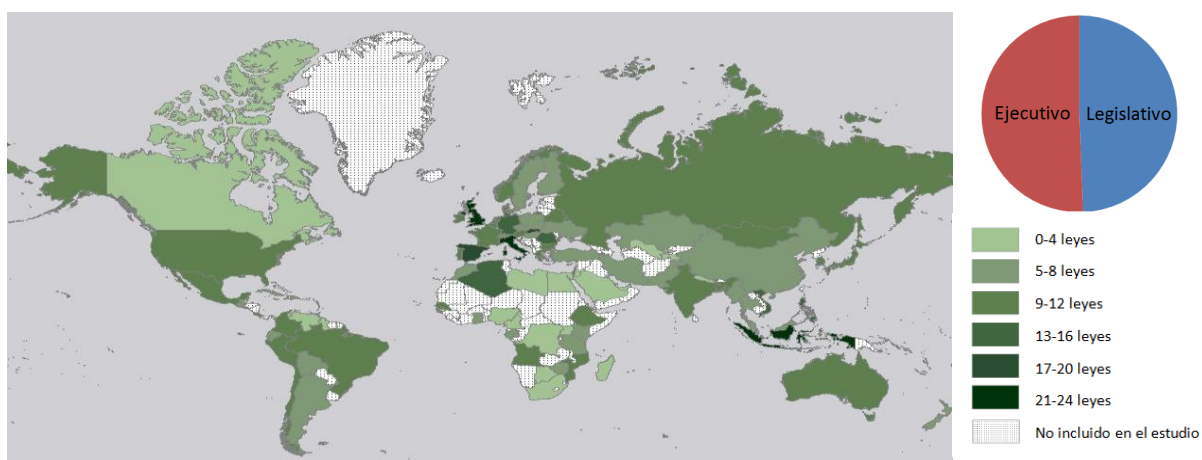 Ejecutivo
Legislativo
0-4 leyes
5-8 leyes
9-12 leyes
13-16 leyes
17-20 leyes
21-24 leyes
No incluido en el estudio